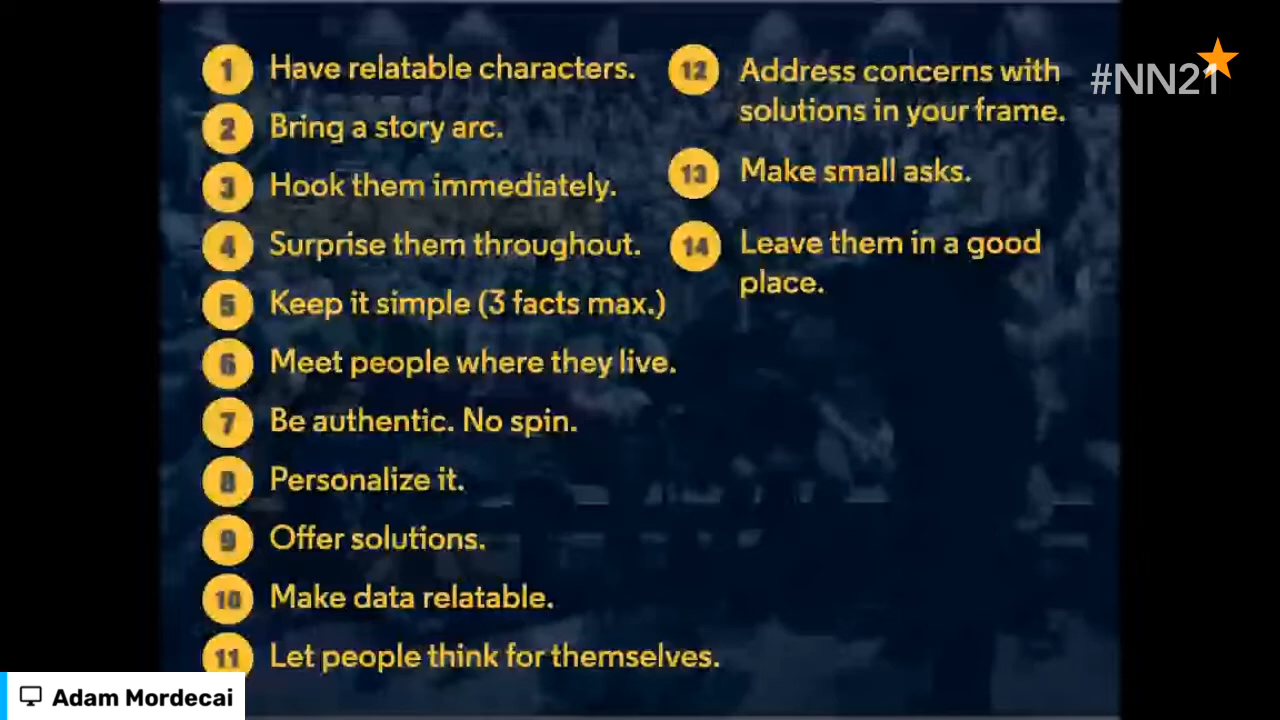 1 Have relatable characters.
2 Bring a story arc.
3 Hook them immediately.
4 Surprise them throughout.
5 Keep it simple (3 facts max.)
6 Meet people where they live.
7 Be authentic. No spin.
8 Personalize it.
9 Offer solutions.
10 Make data relatable.
11 Let people think for themselves.
12 Address concerns with
solutions in your frame.
13 Make small asks.
14 Leave them in a good
place.
#NN21
Adam Mordecai